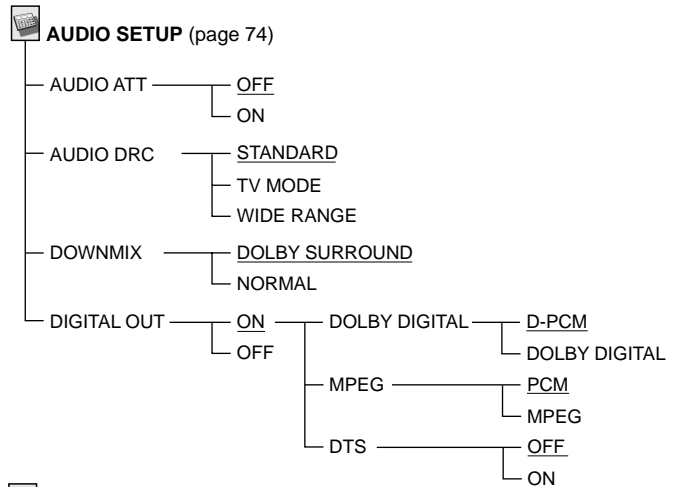 AUDIO SETUP (page 74)
AUDIO ATT OFF
ON
AUDIO DRC STANDARD
TV MODE
WIDE RANGE
DOWNMIX DOLBY SURROUND
NORMAL
DIGITAL OUT ON DOLBY DIGITAL D-PCM
OFF DOLBY DIGITAL
MPEG PCM
MPEG
DTS OFF
ON